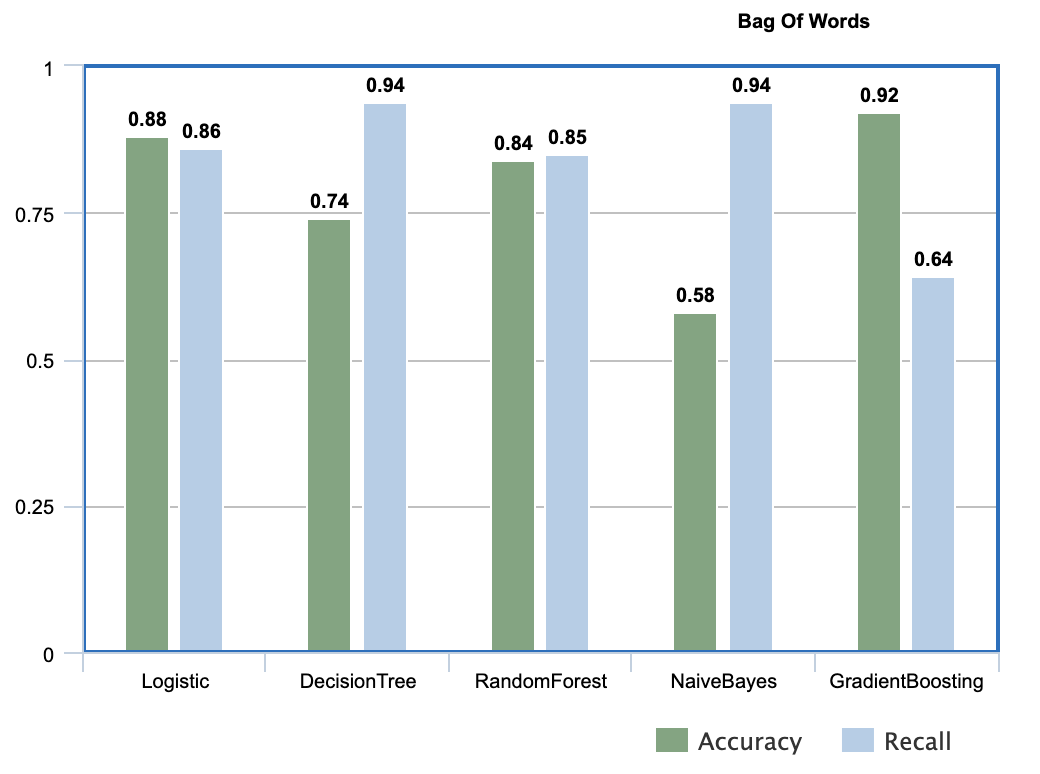 Bag Of Words
1
0.75
0.5
0.25
0
0.88
0.86
0.74
0.94
0.84
0.85
0.58
0.94
0.92
0.64
Logistic
DecisionTree
RandomForest
NaiveBayes
GradientBoosting
Accuracy
Recall